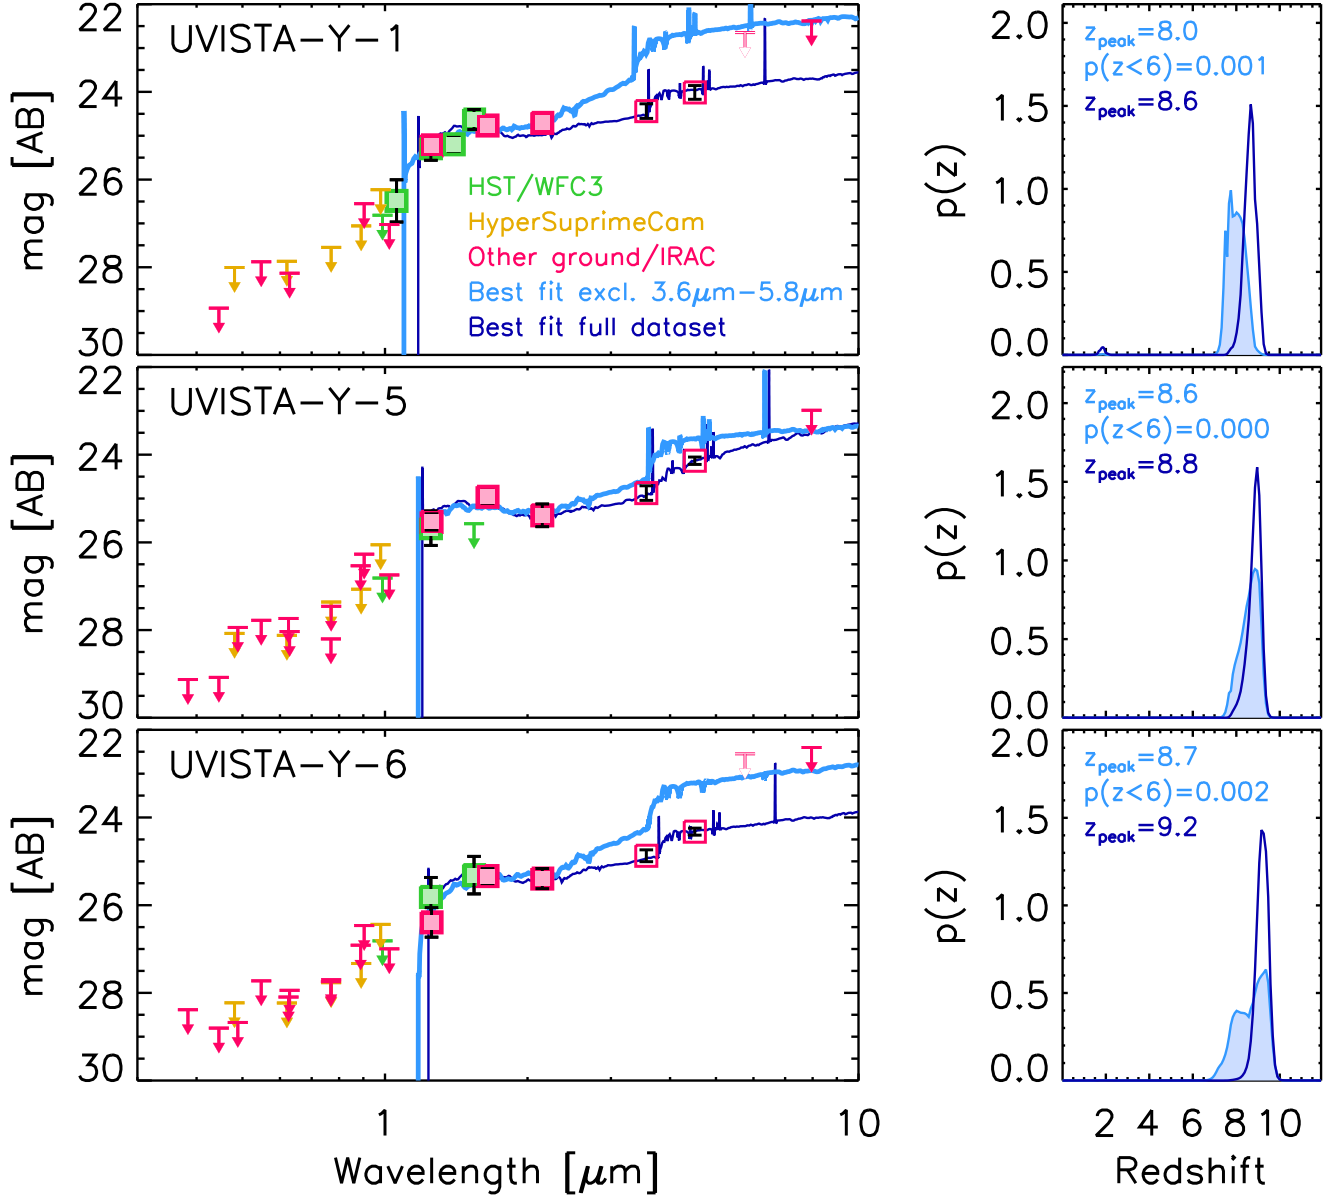 UVISTA-Y-1
22
24
26
28
30
mag [AB]
HST/WFC3
HyperSuprimeCam
Other ground/IRAC
Best fit excl. 3.6μm-5.8μm
Best fit full dataset
2.0
1.5
1.0
0.5
0.0
p(z)
zpeak=8.0
p(z<6)=0.001
zpeak=8.6
UVISTA-Y-5
22
24
26
28
30
mag [AB]
2.0
1.5
1.0
0.5
0.0
p(z)
zpeak=8.6
p(z<6)=0.000
zpeak=8.8
UVISTA-Y-6
22
24
26
28
30
mag [AB]
1 10
Wavelength [μm]
2.0
1.5
1.0
0.5
0.0
p(z)
zpeak=8.7
p(z<6)=0.002
zpeak=9.2
2 4 6 8 10
Redshift